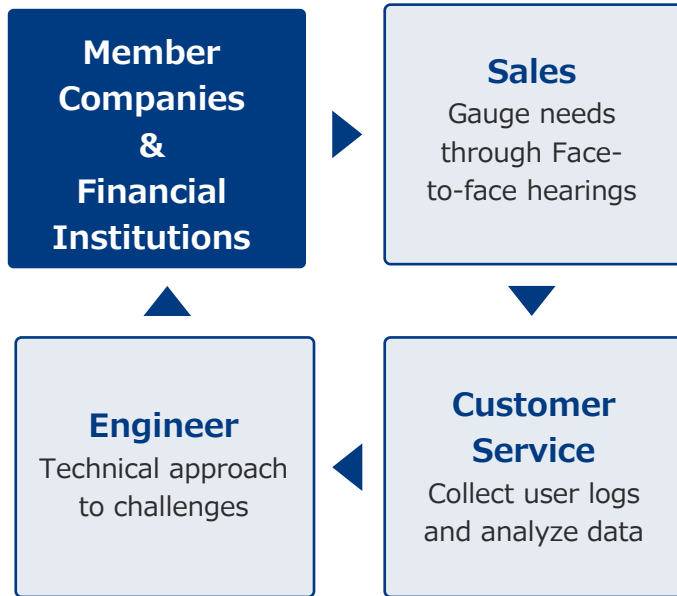 Member
Companies
&
Financial
Institutions
Sales
Gauge needs
through Face-
to-face hearings
Engineer
Technical approach
to challenges
Customer
Service
Collect user logs
and analyze data